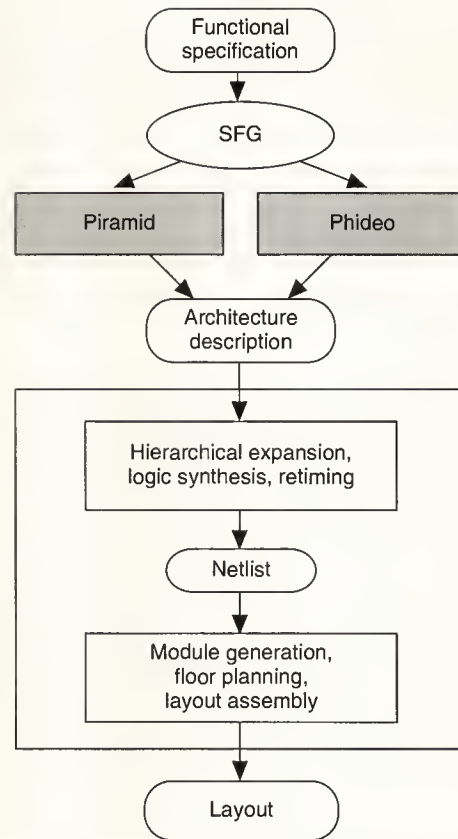 Functional
specification
SFG
Piramid
Phideo
Architecture
description
Hierarchical expansion,
logic synthesis, retiming
Netlist
Module generation,
floor planning,
layout assembly
Layout